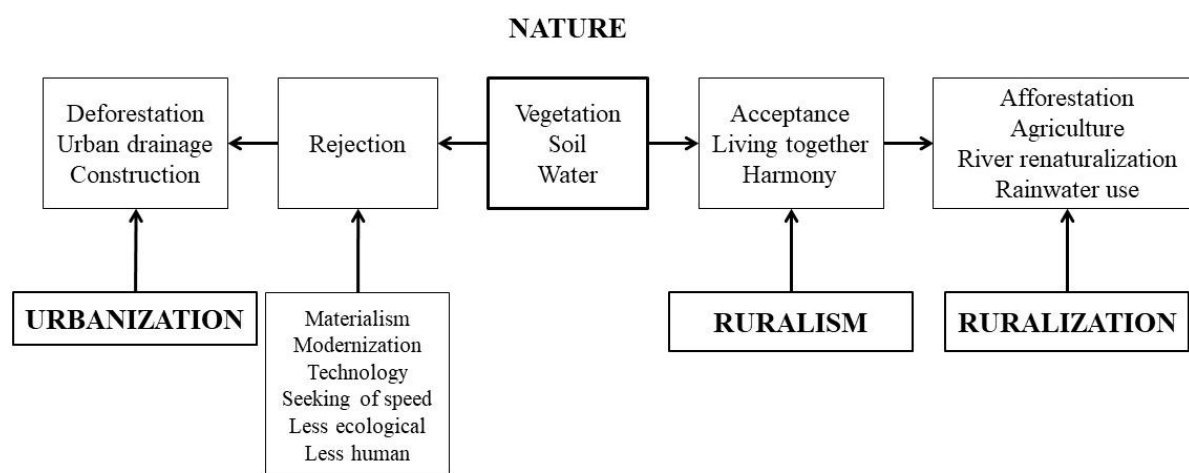 NATURE
Deforestation
Urban drainage
Construction
Rejection
Vegetation
Soil
Water
Acceptance
Living together
Harmony
Afforestation
Agriculture
River renaturalization
Rainwater use
URBANIZATION
Materialism
Modernization
Technology
Seeking of speed
Less ecological
Less human
RURALISM
RURALIZATION